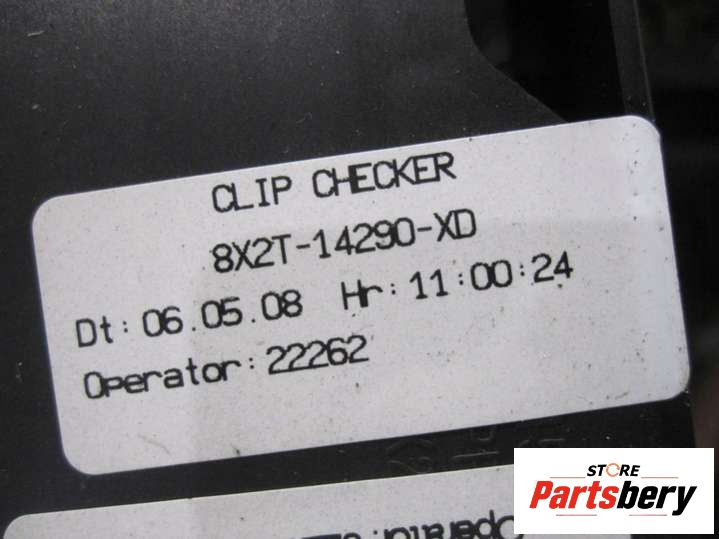 CLIP CHECKER
8X2T-14290-XD
Dt: 06.05.08 Hr: 11:00:24
Operator: 22262
STORE
Partsbery